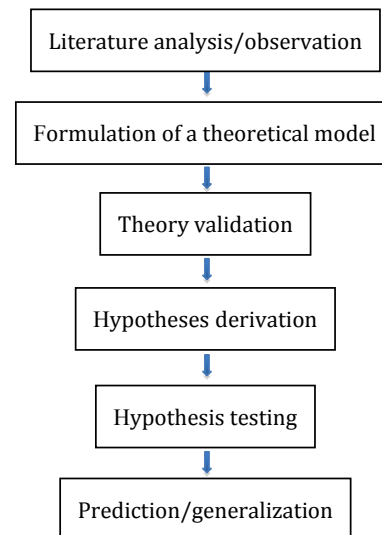 Literature analysis/observation
Formulation of a theoretical model
Theory validation
Hypotheses derivation
Hypothesis testing
Prediction/generalization